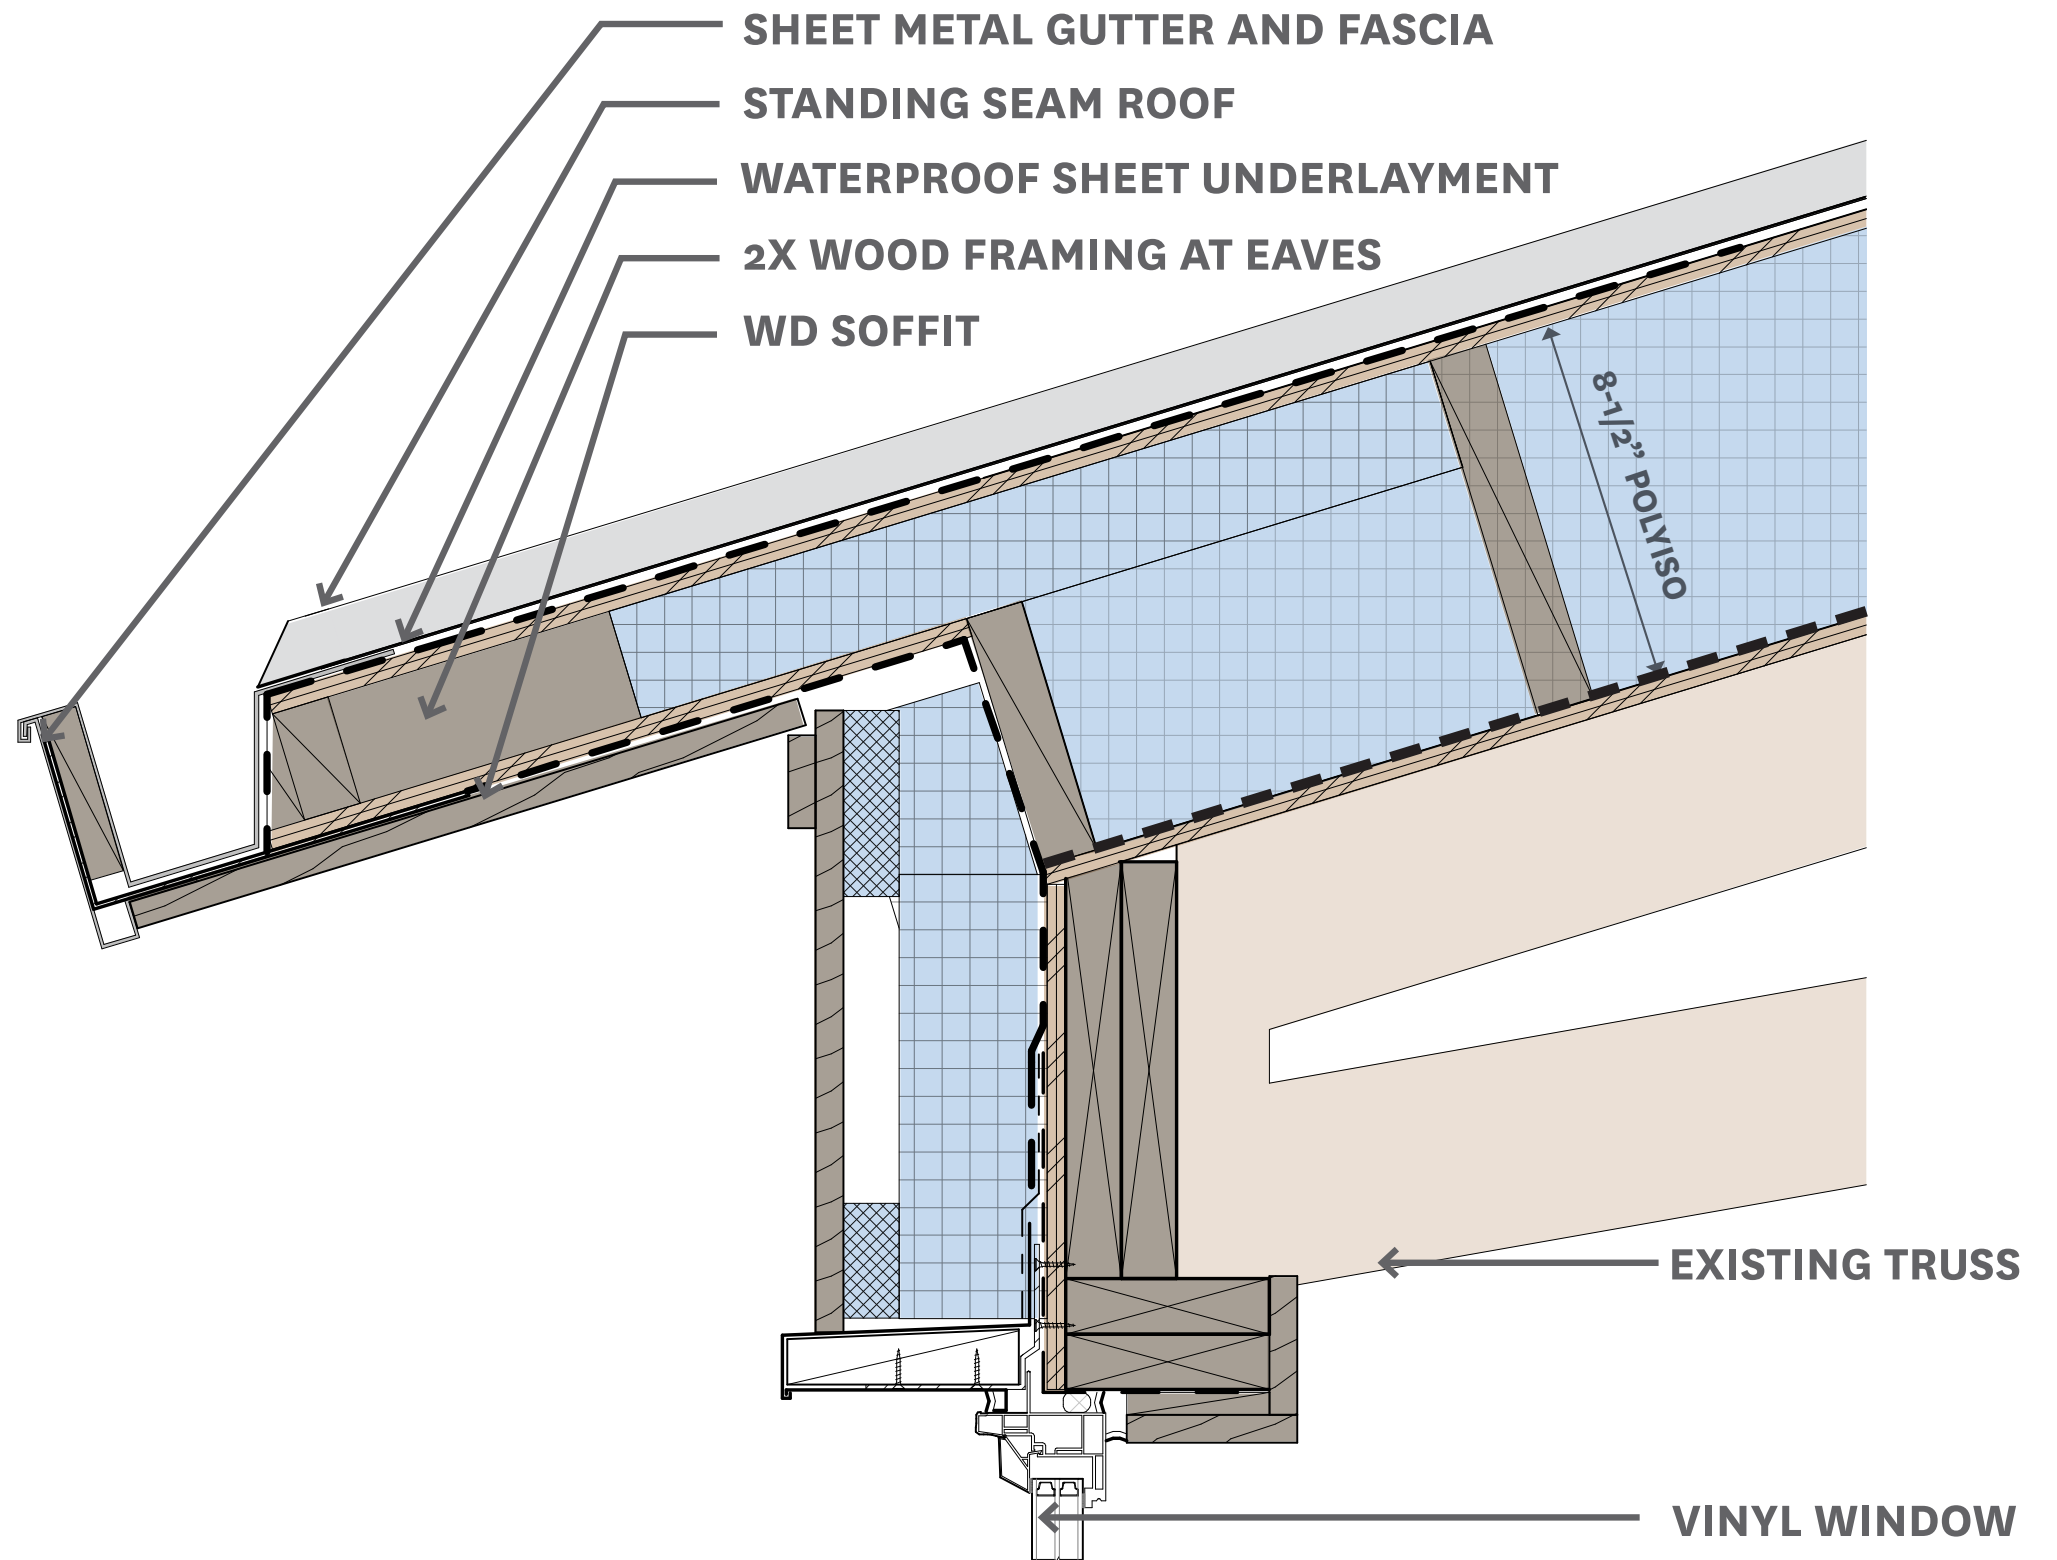 SHEET METAL GUTTER AND FASCIA
STANDING SEAM ROOF
WATERPROOF SHEET UNDERLAYMENT
2X WOOD FRAMING AT EAVES
WD SOFFIT
8-1/2” POLYISO
EXISTING TRUSS
VINYL WINDOW